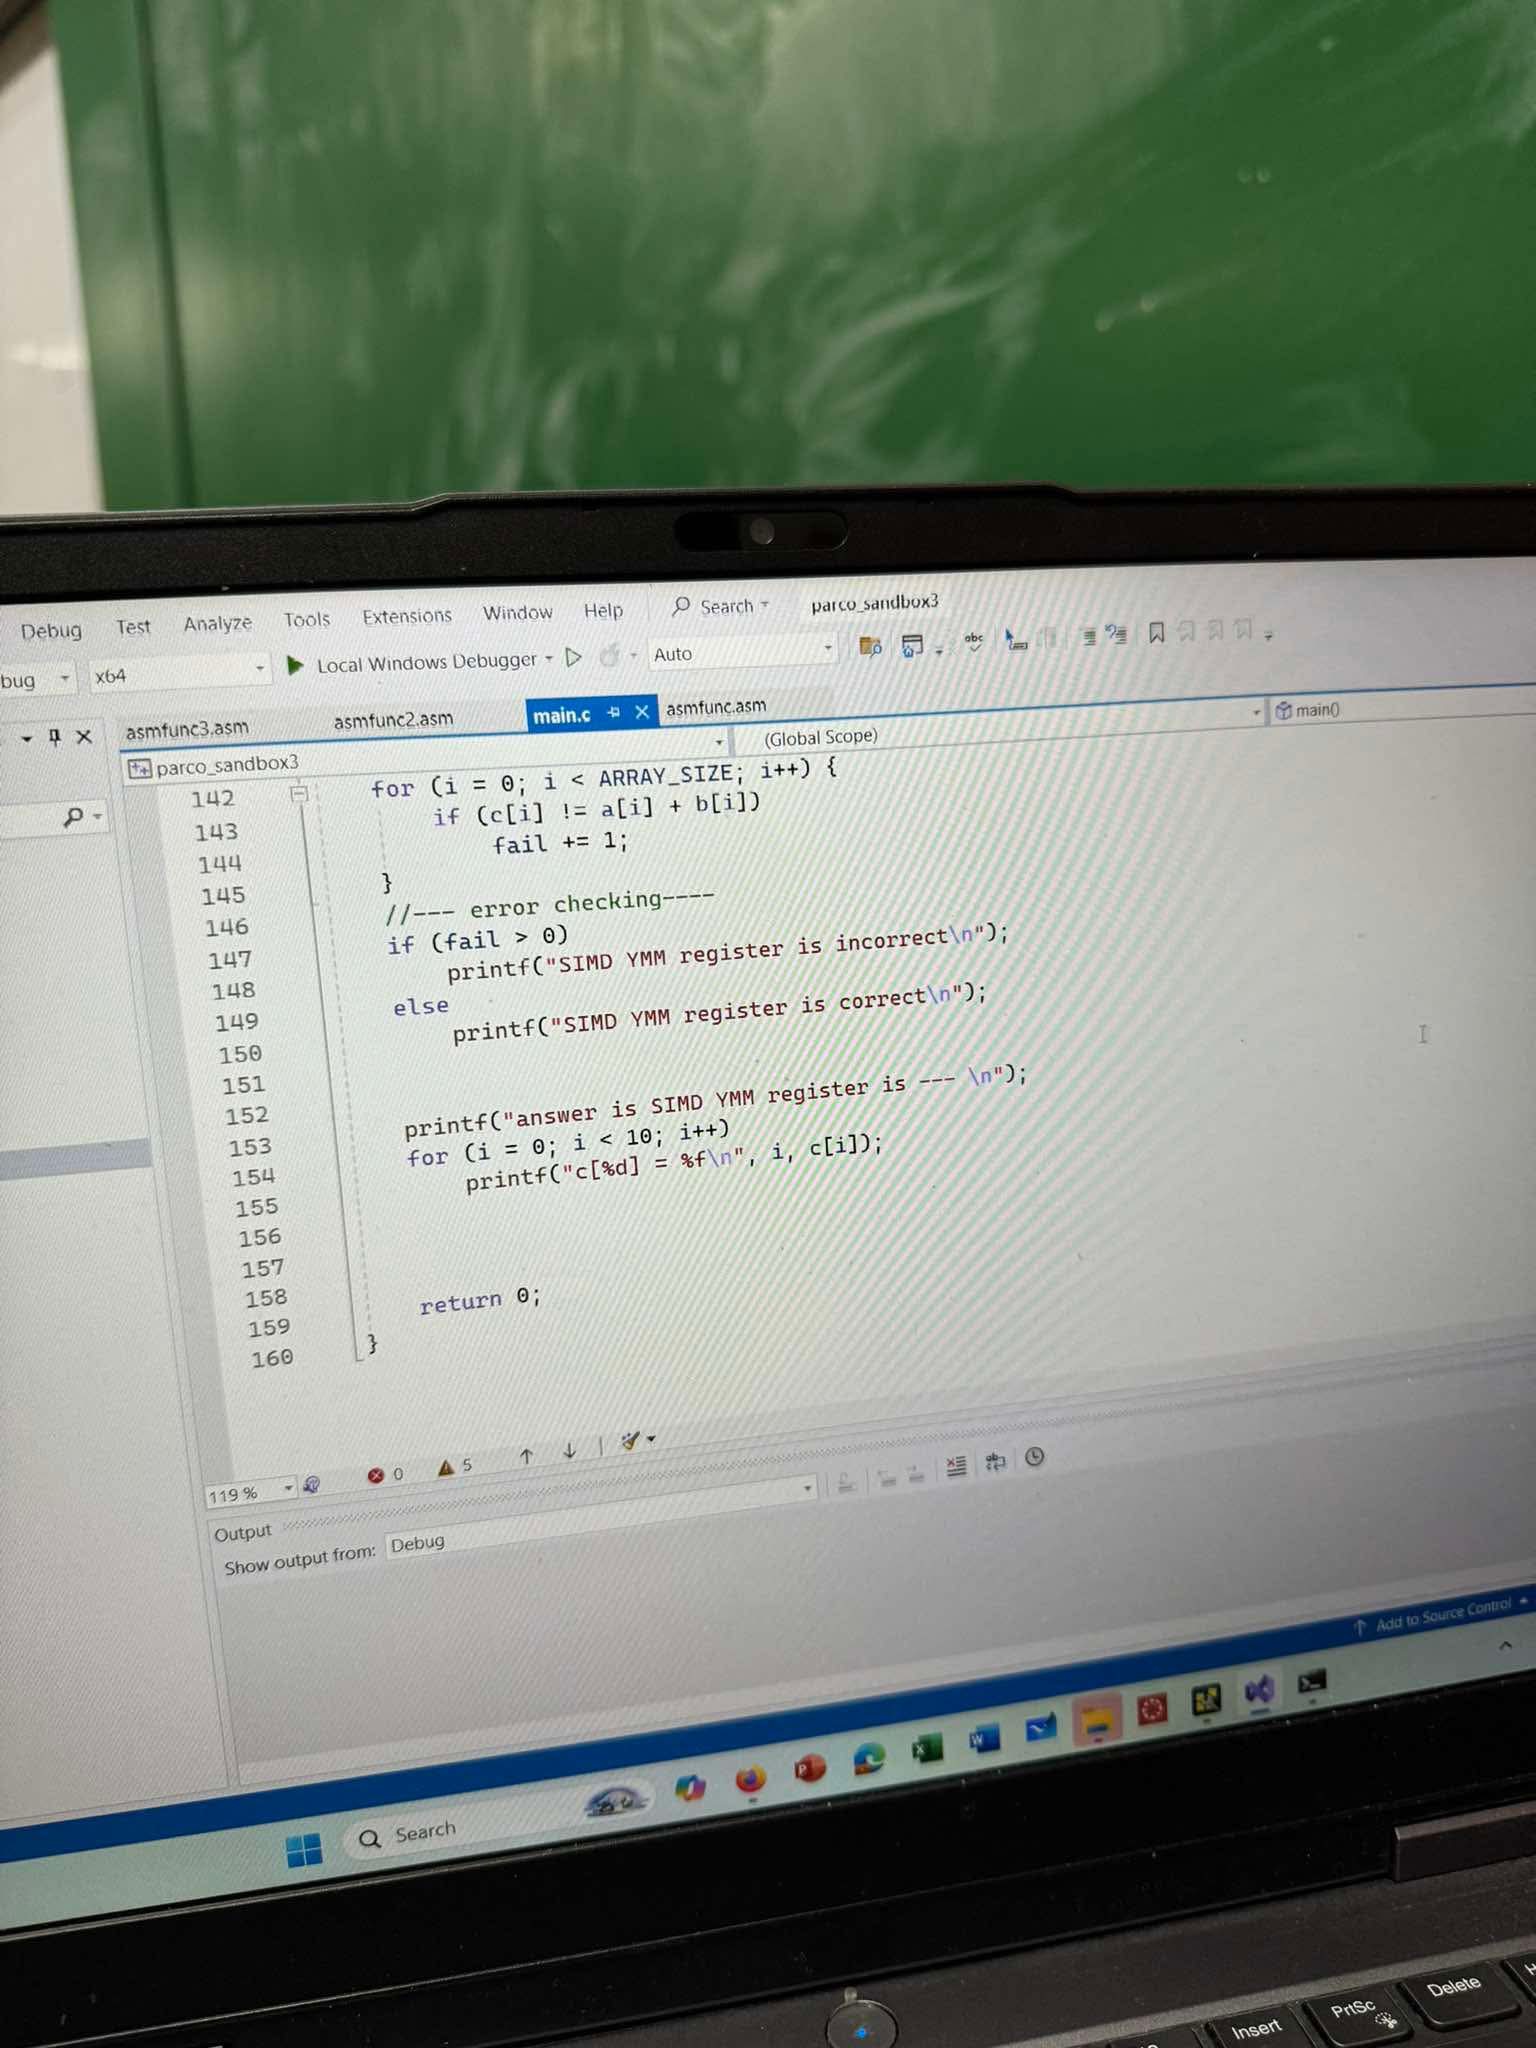 Debug Test Analyze Tools Extensions Window Help Search parco_sandbox3
bug x64 Local Windows Debugger Auto
asmfunc3.asm asmfunc2.asm main.c asmfunc.asm
parco_sandbox3 (Global Scope) main()
142 for (i = 0; i < ARRAY_SIZE; i++) {
143 if (c[i] != a[i] + b[i])
144 fail += 1;
145 }
146 //--- error checking----
147 if (fail > 0)
148 printf("SIMD YMM register is incorrect\n");
149 else
150 printf("SIMD YMM register is correct\n");
151
152
153 printf("answer is SIMD YMM register is --- \n");
154 for (i = 0; i < 10; i++)
155 printf("c[%d] = %f\n", i, c[i]);
156
157
158
159 return 0;
160 }
119 % 0 5
Output
Show output from: Debug
Add to Source Control
Search
Insert PrtSc Delete